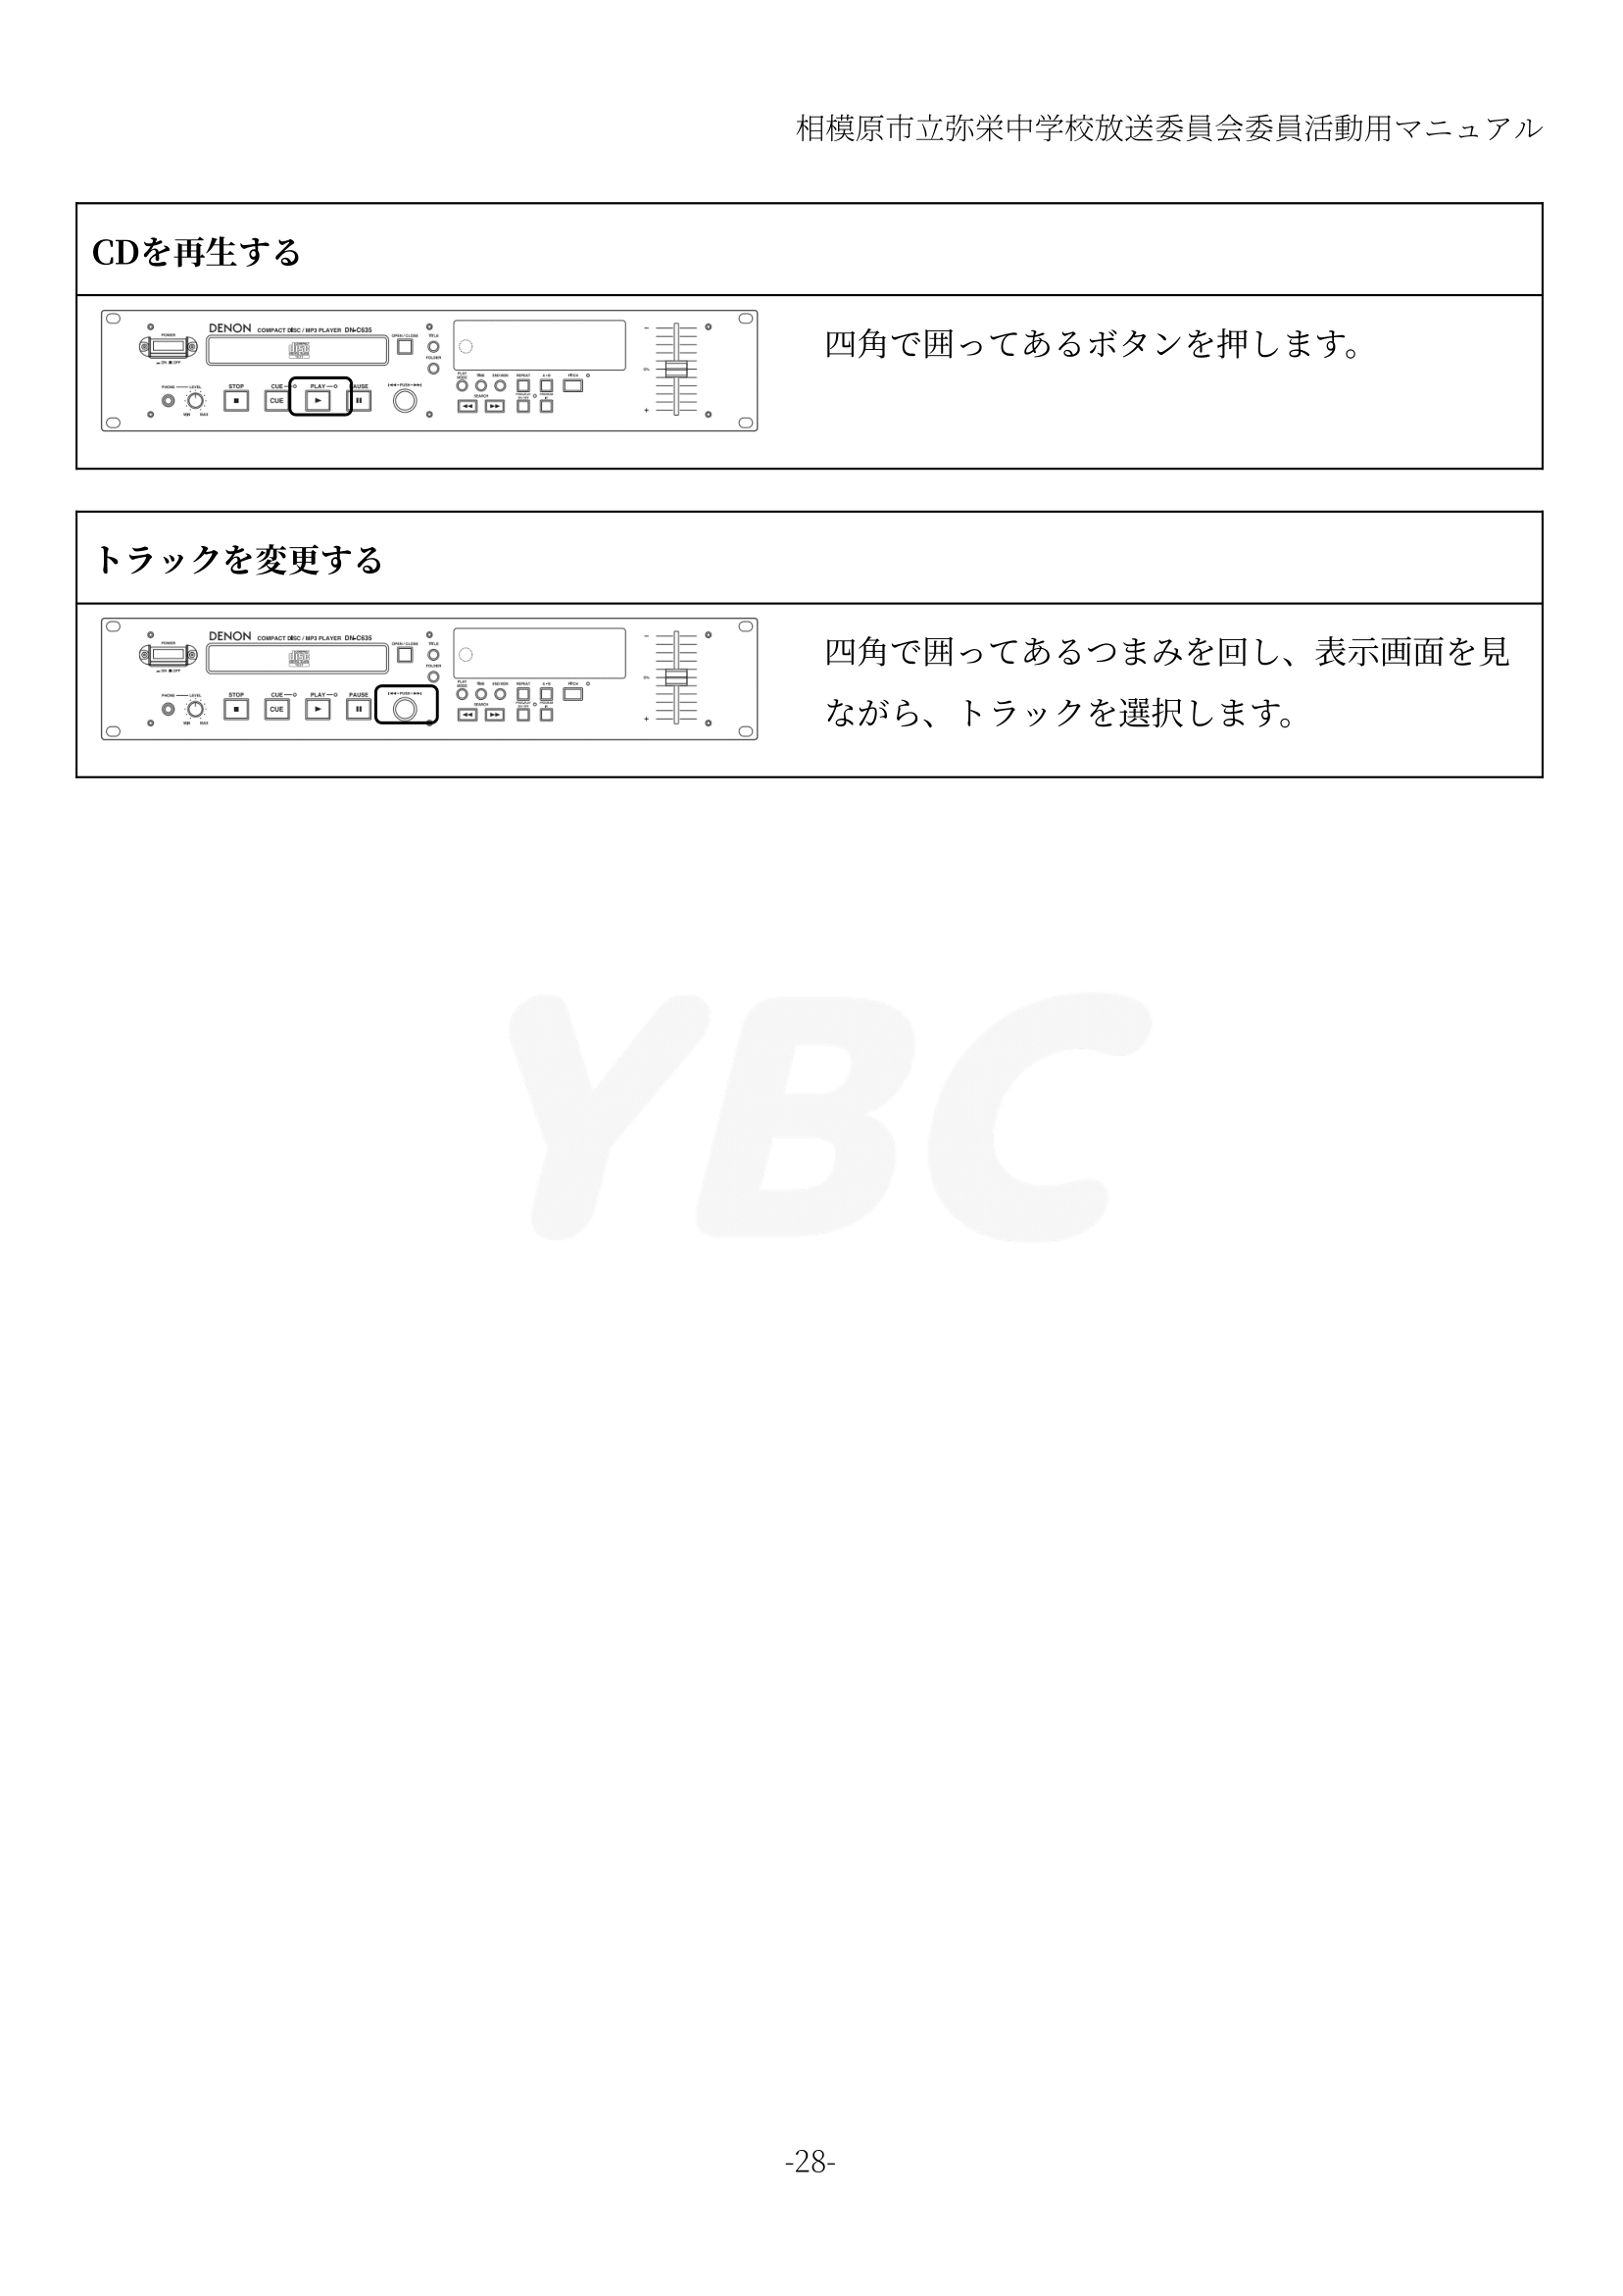 相模原市立弥栄中学校放送委員会委員活動用マニュアル
CDを再生する
DENON COMPACT DISC / MP3 PLAYER DN-C635
POWER
OPEN/CLOSE TITLE
FOLDER
PHONE LEVEL STOP CUE PLAY PAUSE PUSH
CUE
MIN MAX
PLAY MODE TIME END MON REPEAT A-B PITCH
SEARCH
四角で囲ってあるボタンを押します。
トラックを変更する
DENON COMPACT DISC / MP3 PLAYER DN-C635
POWER
OPEN/CLOSE TITLE
FOLDER
PHONE LEVEL STOP CUE PLAY PAUSE PUSH
CUE
MIN MAX
PLAY MODE TIME END MON REPEAT A-B PITCH
SEARCH
四角で囲ってあるつまみを回し、表示画面を見
ながら、トラックを選択します。
YBC
-28-